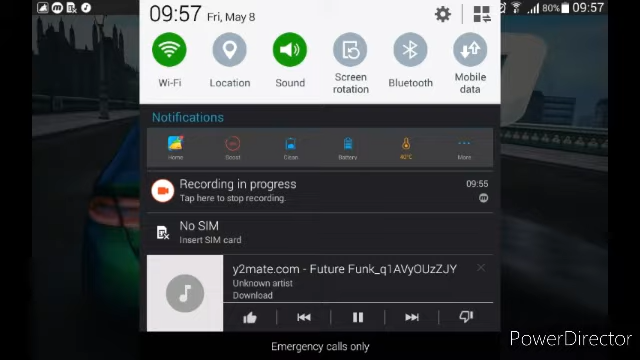 09:57 Fri, May 8
80% 09:57
Wi-Fi
Location
Sound
Screen rotation
Bluetooth
Mobile data
Notifications
Home
Boost
Clean
Battery
40°C
More
Recording in progress
09:55
Tap here to stop recording.
No SIM
Insert SIM card
y2mate.com - Future Funk_q1AVyOUzZJY
Unknown artist
Download
Emergency calls only
PowerDirector